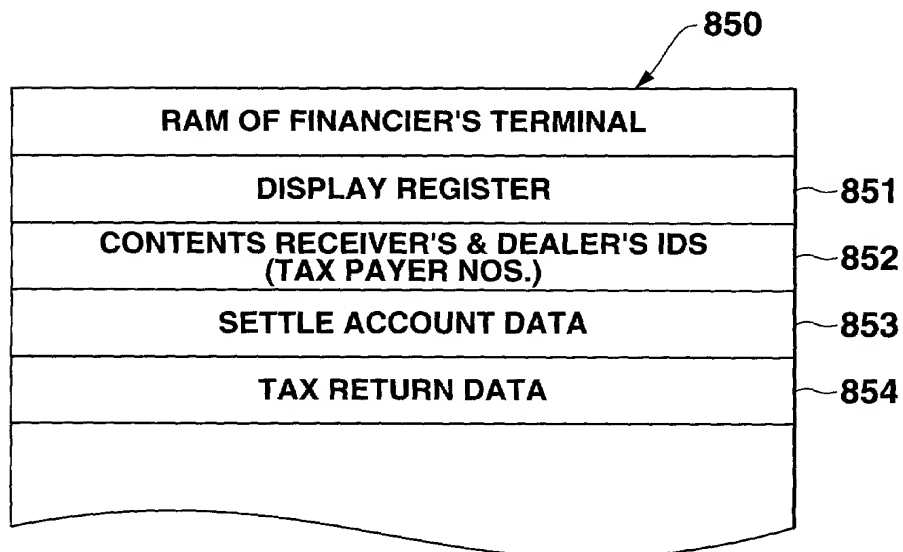 850
RAM OF FINANCIER'S TERMINAL
DISPLAY REGISTER
851
CONTENTS RECEIVER'S & DEALER'S IDS
(TAX PAYER NOS.)
852
SETTLE ACCOUNT DATA
853
TAX RETURN DATA
854